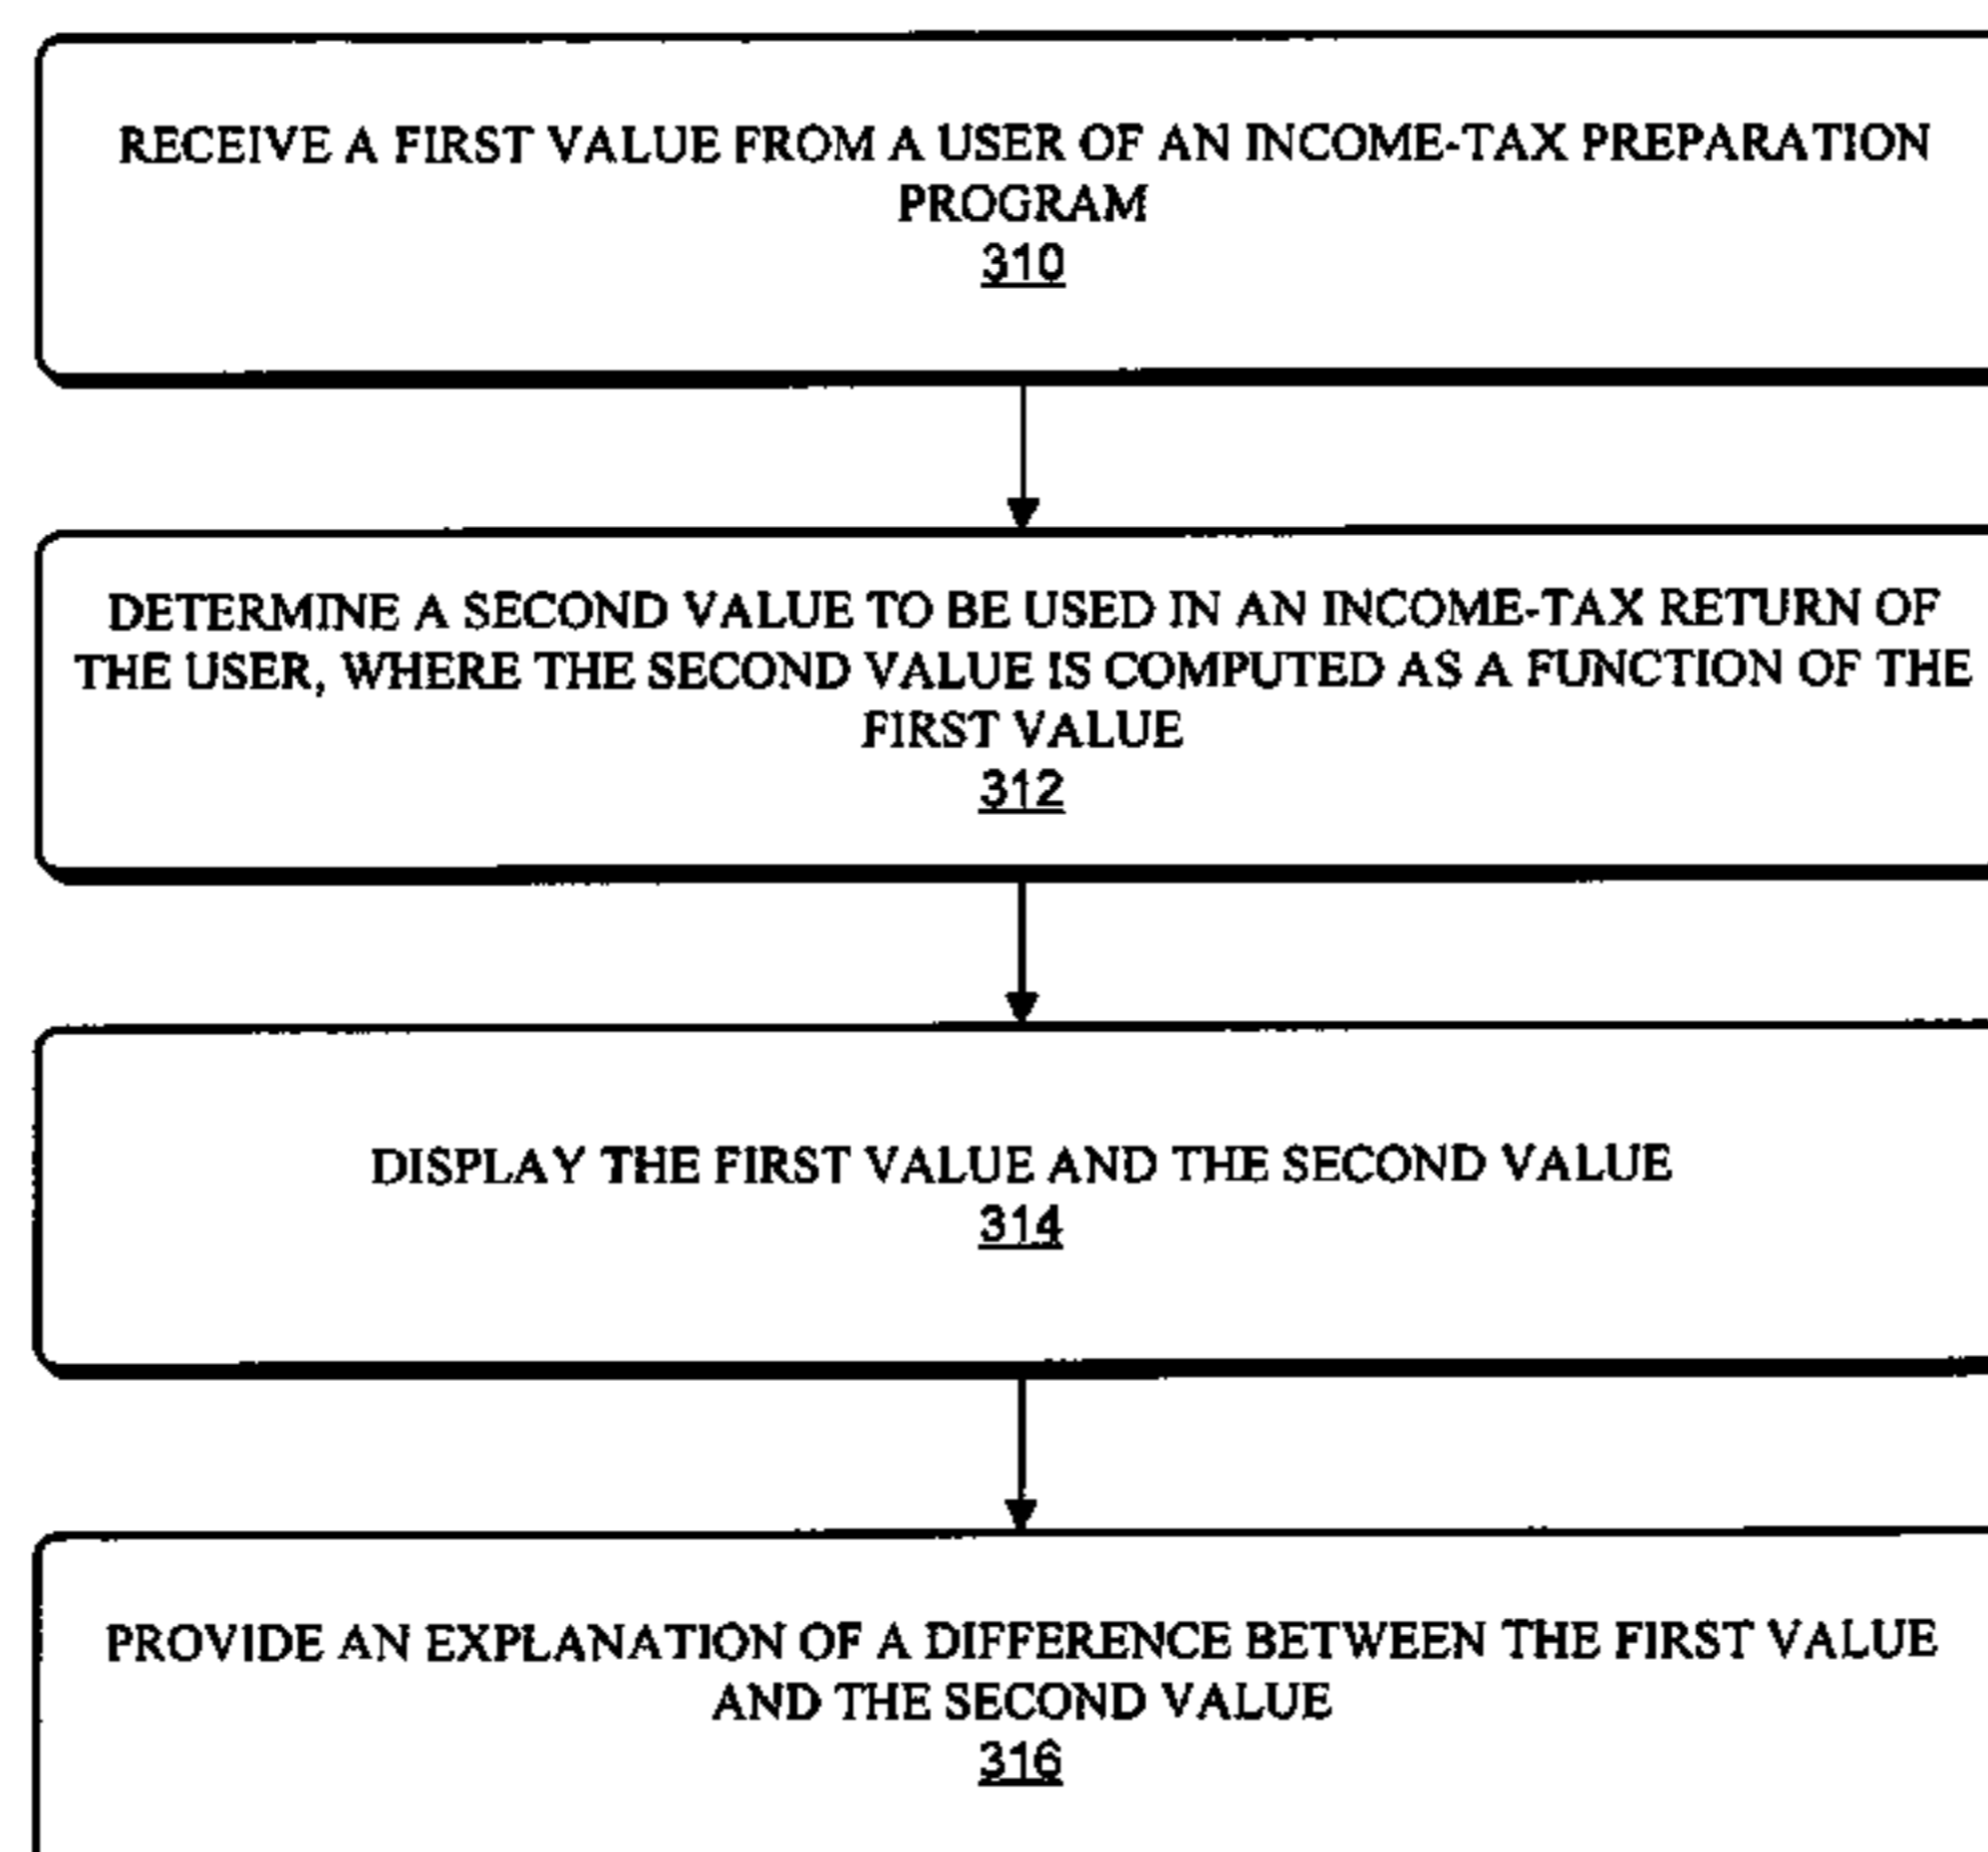 RECEIVE A FIRST VALUE FROM A USER OF AN INCOME-TAX PREPARATION
PROGRAM
310
DETERMINE A SECOND VALUE TO BE USED IN AN INCOME-TAX RETURN OF
THE USER, WHERE THE SECOND VALUE IS COMPUTED AS A FUNCTION OF THE
FIRST VALUE
312
DISPLAY THE FIRST VALUE AND THE SECOND VALUE
314
PROVIDE AN EXPLANATION OF A DIFFERENCE BETWEEN THE FIRST VALUE
AND THE SECOND VALUE
316